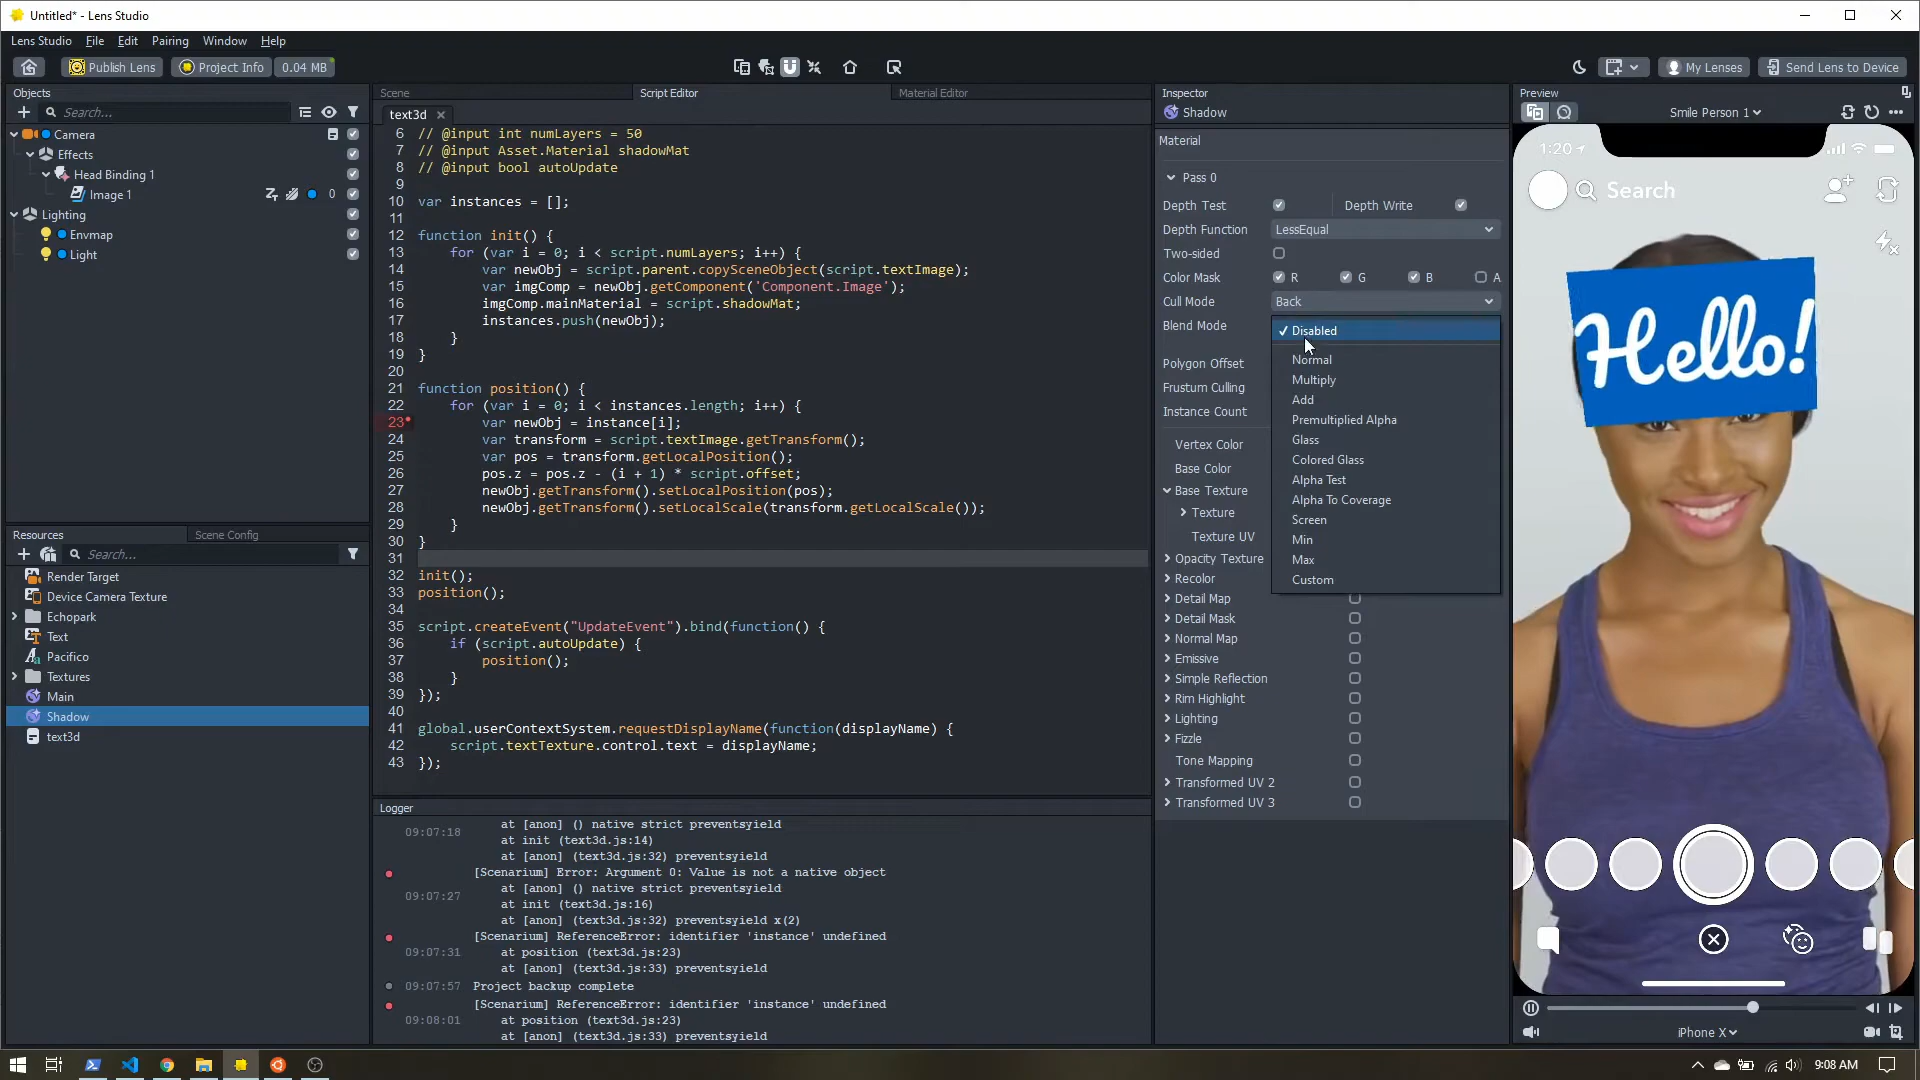 Untitled* - Lens Studio
Lens Studio File Edit Pairing Window Help
Publish Lens Project Info 0.04 MB My Lenses Send Lens to Device
Objects
Search...
Camera
Effects
Head Binding 1
Image 1 0
Lighting
Envmap
Light
Resources Scene Config
Search...
Render Target
Device Camera Texture
Echopark
Text
Pacifico
Textures
Main
Shadow
text3d
Scene Script Editor Material Editor
text3d
6 // @input int numLayers = 50
7 // @input Asset.Material shadowMat
8 // @input bool autoUpdate
9
10 var instances = [];
11
12 function init() {
13 for (var i = 0; i < script.numLayers; i++) {
14 var newObj = script.parent.copySceneObject(script.textImage);
15 var imgComp = newObj.getComponent('Component.Image');
16 imgComp.mainMaterial = script.shadowMat;
17 instances.push(newObj);
18 }
19 }
20
21 function position() {
22 for (var i = 0; i < instances.length; i++) {
23 var newObj = instance[i];
24 var transform = script.textImage.getTransform();
25 var pos = transform.getLocalPosition();
26 pos.z = pos.z - (i + 1) * script.offset;
27 newObj.getTransform().setLocalPosition(pos);
28 newObj.getTransform().setLocalScale(transform.getLocalScale());
29 }
30 }
31
32 init();
33 position();
34
35 script.createEvent("UpdateEvent").bind(function() {
36 if (script.autoUpdate) {
37 position();
38 }
39 });
40
41 global.userContextSystem.requestDisplayName(function(displayName) {
42 script.textTexture.control.text = displayName;
43 });
Logger
at [anon] () native strict preventsyield
09:07:18
at init (text3d.js:14)
at [anon] (text3d.js:32) preventsyield
[Scenarium] Error: Argument 0: Value is not a native object
at [anon] () native strict preventsyield
09:07:27
at init (text3d.js:16)
at [anon] (text3d.js:32) preventsyield x(2)
[Scenarium] ReferenceError: identifier 'instance' undefined
09:07:31 at position (text3d.js:23)
at [anon] (text3d.js:33) preventsyield
09:07:57 Project backup complete
[Scenarium] ReferenceError: identifier 'instance' undefined
09:08:01 at position (text3d.js:23)
at [anon] (text3d.js:33) preventsyield
Inspector
Shadow
Material
Pass 0
Depth Test Depth Write
Depth Function LessEqual
Two-sided
Color Mask R G B A
Cull Mode Back
Blend Mode
Disabled
Normal
Multiply
Add
Premultiplied Alpha
Glass
Colored Glass
Alpha Test
Alpha To Coverage
Screen
Min
Max
Custom
Polygon Offset
Frustum Culling
Instance Count
Vertex Color
Base Color
Base Texture
Texture
Texture UV
Opacity Texture
Recolor
Detail Map
Detail Mask
Normal Map
Emissive
Simple Reflection
Rim Highlight
Lighting
Fizzle
Tone Mapping
Transformed UV 2
Transformed UV 3
Preview
Smile Person 1
1:20
Search
Hello!
iPhone X
9:08 AM